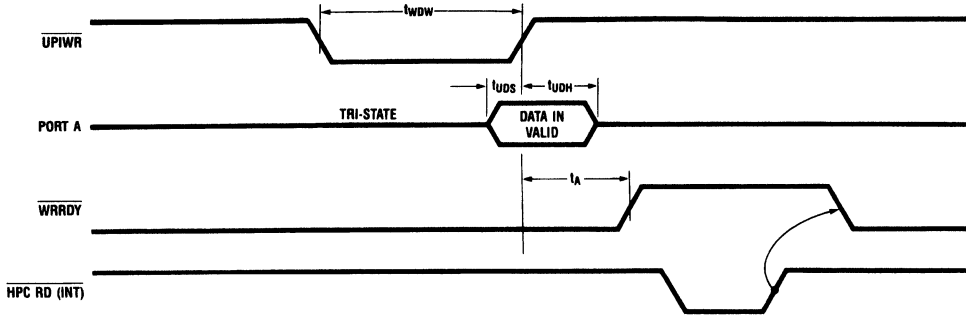 tWDW
UPIWR
tUDS
tUDH
TRI-STATE
DATA IN
VALID
PORT A
tA
WRRDY
HPC RD (INT)